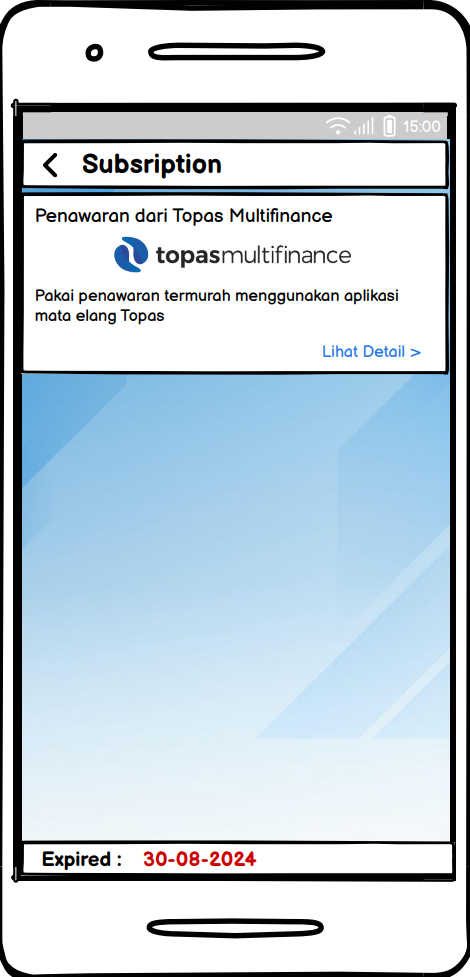 15:00
Subsription
Penawaran dari Topas Multifinance
topasmultifinance
Pakai penawaran termurah menggunakan aplikasi
mata elang Topas
Lihat Detail >
Expired : 30-08-2024